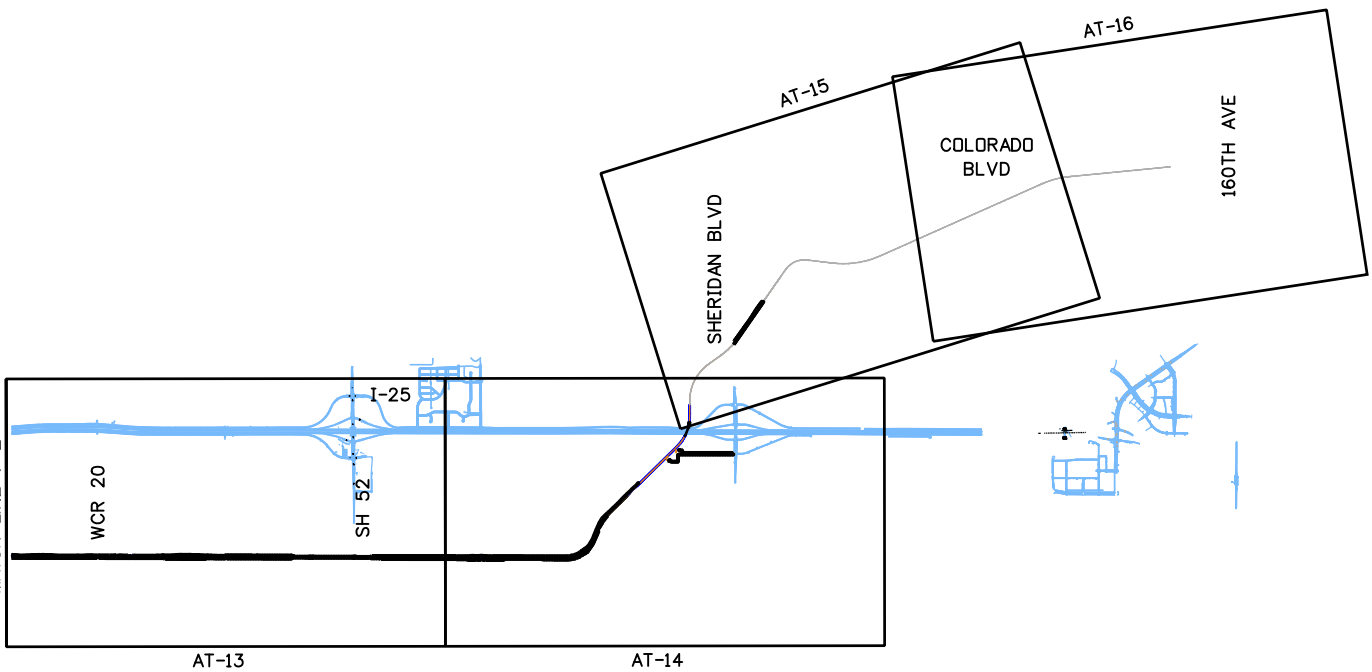 AT-16
AT-15
COLORADO
BLVD
160TH AVE
SHERIDAN BLVD
I-25
WCR 20
SH 52
AT-13
AT-14